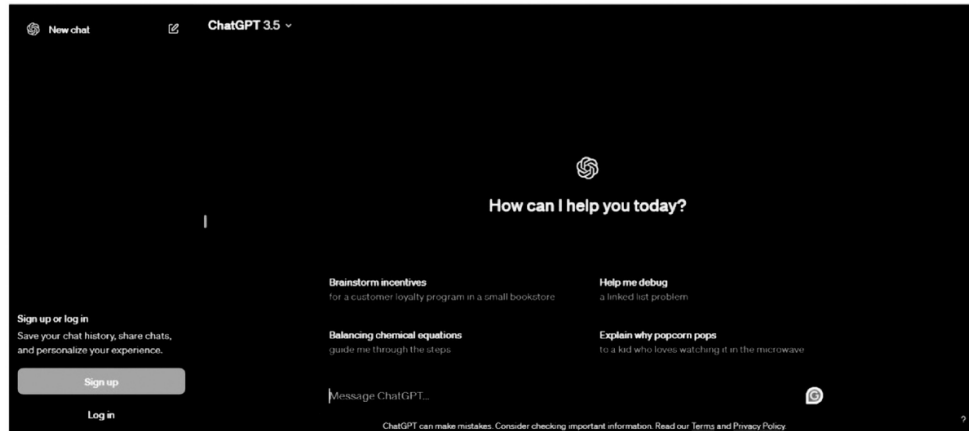 New chat
ChatGPT 3.5
How can I help you today?
Brainstorm incentives
for a customer loyalty program in a small bookstore
Help me debug
a linked list problem
Balancing chemical equations
guide me through the steps
Explain why popcorn pops
to a kid who loves watching it in the microwave
Sign up or log in
Save your chat history, share chats,
and personalize your experience.
Sign up
Log in
Message ChatGPT...
ChatGPT can make mistakes. Consider checking important information. Read our Terms and Privacy Policy.
?